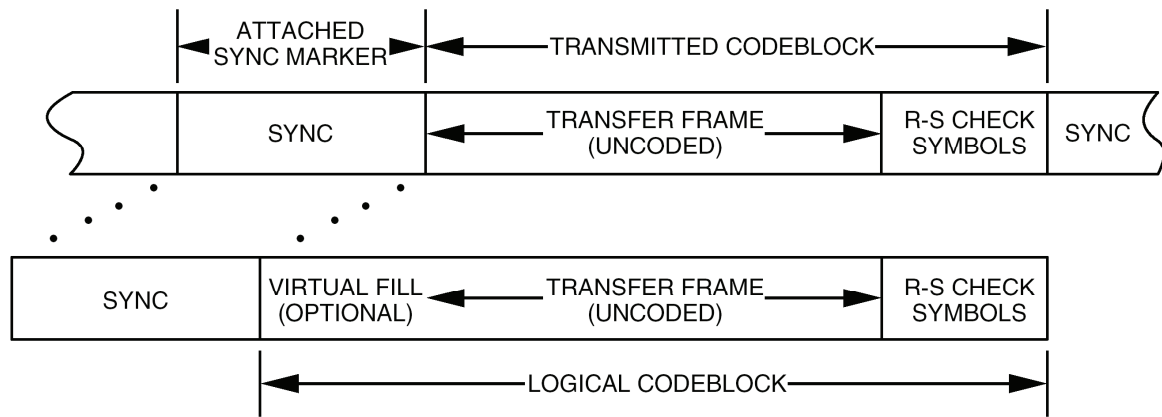 ATTACHED
SYNC MARKER
TRANSMITTED CODEBLOCK
SYNC
TRANSFER FRAME
(UNCODED)
R-S CHECK
SYMBOLS
SYNC
SYNC
VIRTUAL FILL
(OPTIONAL)
TRANSFER FRAME
(UNCODED)
R-S CHECK
SYMBOLS
LOGICAL CODEBLOCK